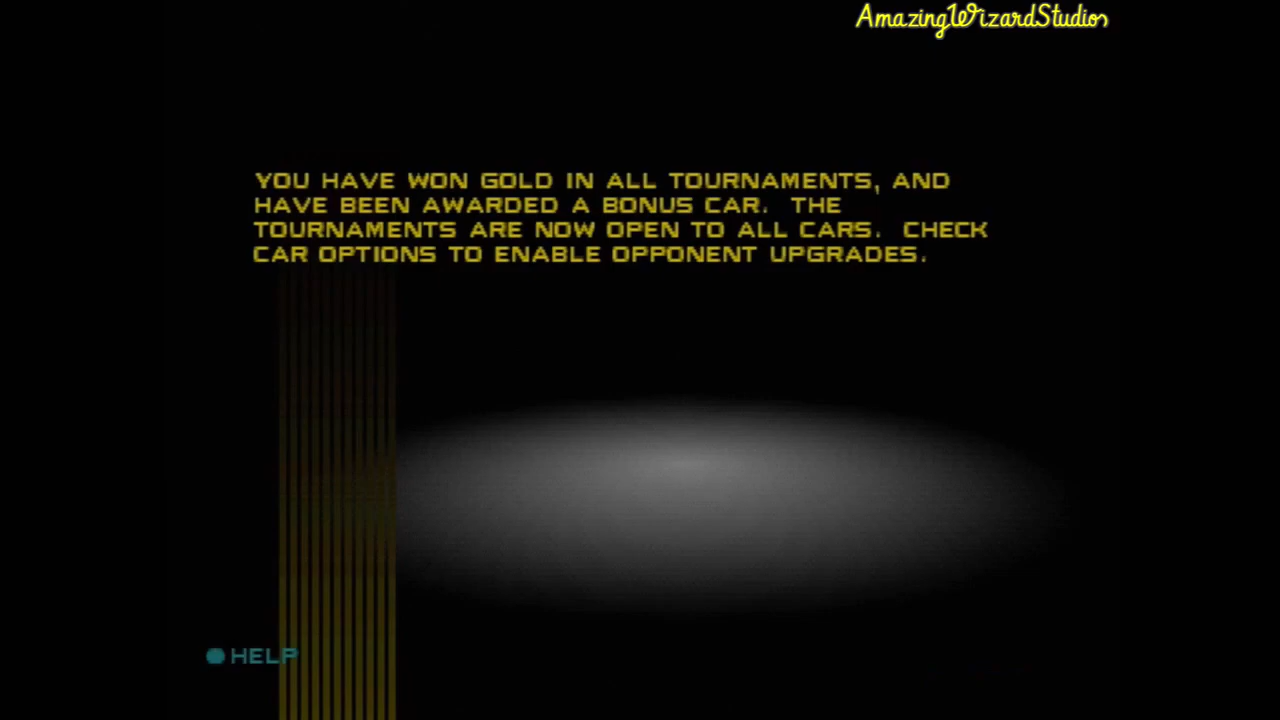 AmazingWizardStudios
YOU HAVE WON GOLD IN ALL TOURNAMENTS, AND
HAVE BEEN AWARDED A BONUS CAR.  THE
TOURNAMENTS ARE NOW OPEN TO ALL CARS.  CHECK
CAR OPTIONS TO ENABLE OPPONENT UPGRADES.
HELP